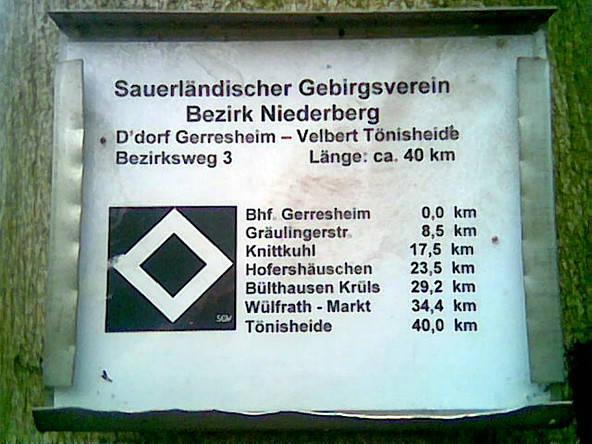 Sauerländischer Gebirgsverein
Bezirk Niederberg
D'dorf Gerresheim – Velbert Tönisheide
Bezirksweg 3 Länge: ca. 40 km
Bhf. Gerresheim 0,0 km
Gräulingerstr. 8,5 km
Knittkuhl 17,5 km
Hofershäuschen 23,5 km
Bülthausen Krüls 29,2 km
Wülfrath - Markt 34,4 km
Tönisheide 40,0 km
SGV